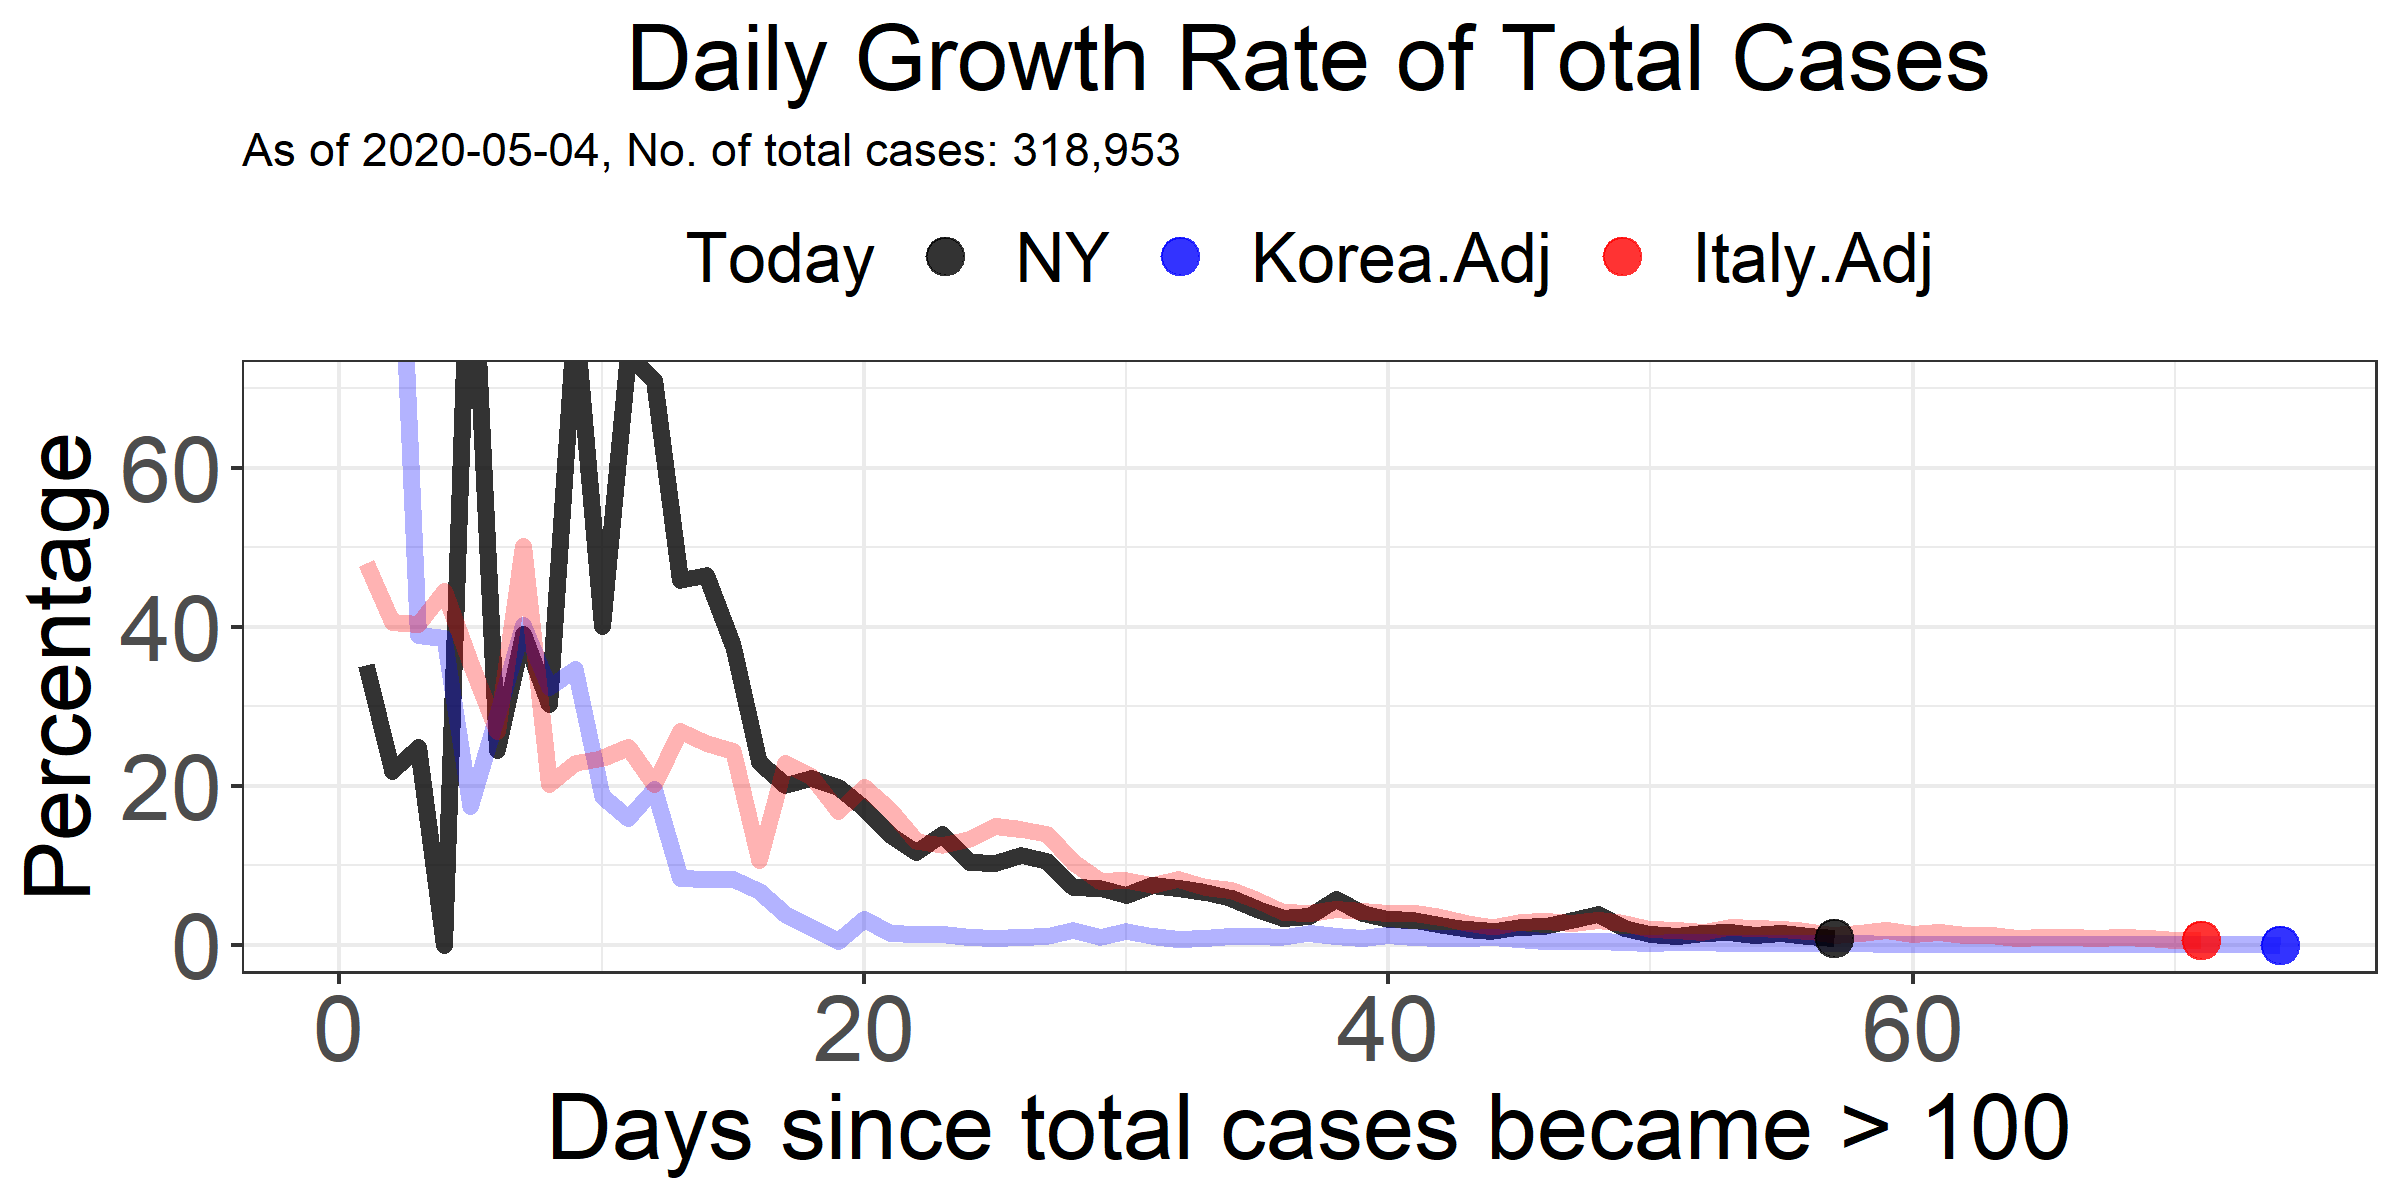 Daily Growth Rate of Total Cases
As of 2020-05-04, No. of total cases: 318,953
Today NY Korea.Adj Italy.Adj
Percentage
60
40
20
0
0 20 40 60
Days since total cases became > 100